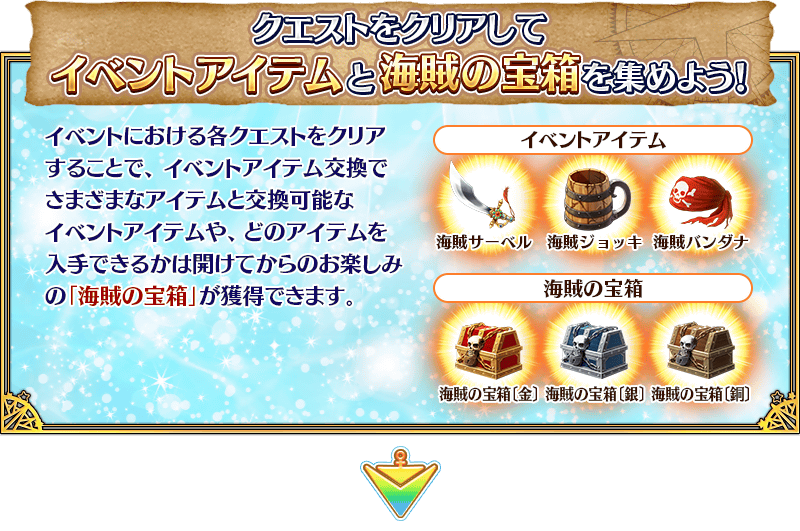 クエストをクリアして
イベントアイテムと海賊の宝箱を集めよう!
イベントにおける各クエストをクリア
することで、イベントアイテム交換で
さまざまなアイテムと交換可能な
イベントアイテムや、どのアイテムを
入手できるかは開けてからのお楽しみ
の「海賊の宝箱」が獲得できます。
イベントアイテム
海賊サーベル 海賊ジョッキ 海賊バンダナ
海賊の宝箱
海賊の宝箱〔金〕 海賊の宝箱〔銀〕 海賊の宝箱〔銅〕